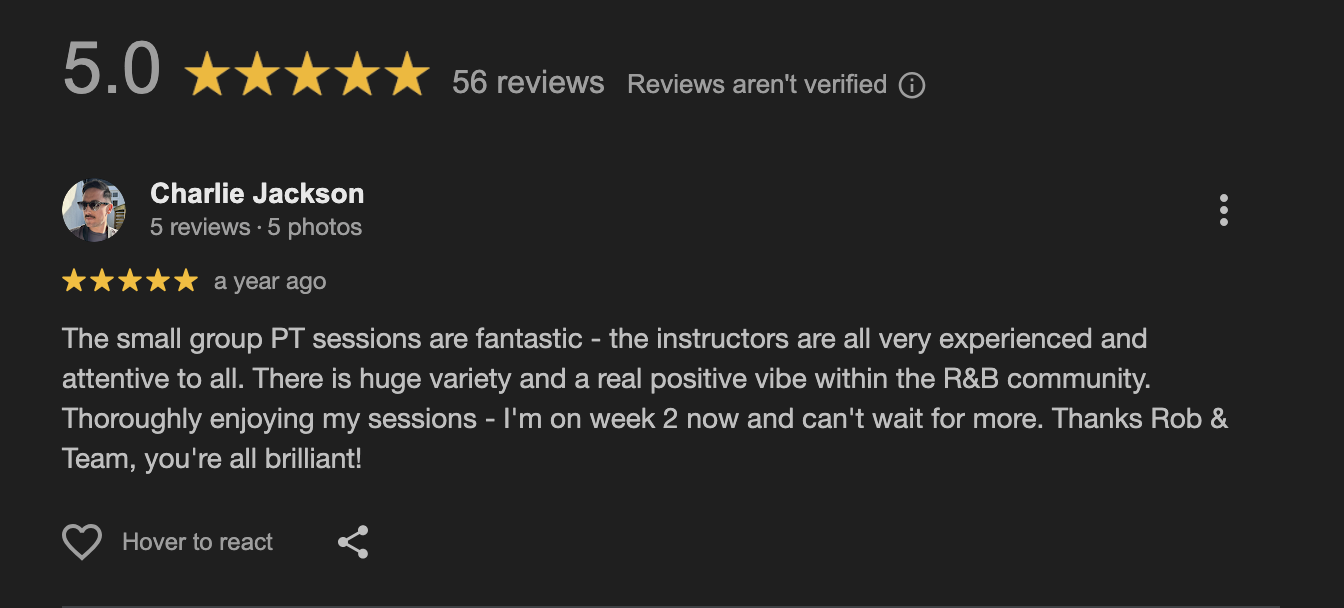 5.0 56 reviews Reviews aren't verified
Charlie Jackson
5 reviews · 5 photos
a year ago
The small group PT sessions are fantastic - the instructors are all very experienced and
attentive to all. There is huge variety and a real positive vibe within the R&B community.
Thoroughly enjoying my sessions - I'm on week 2 now and can't wait for more. Thanks Rob &
Team, you're all brilliant!
Hover to react